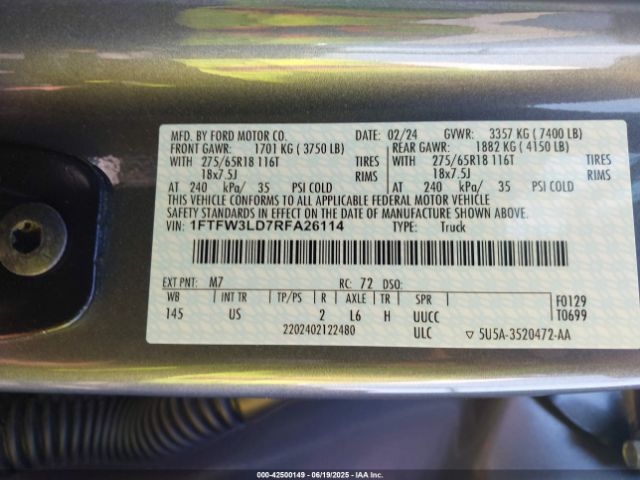 MFD. BY FORD MOTOR CO. DATE: 02/24 GVWR: 3357 KG ( 7400 LB)
FRONT GAWR: 1701 KG ( 3750 LB) REAR GAWR: 1882 KG ( 4150 LB)
WITH 275/65R18 116T TIRES WITH 275/65R18 116T TIRES
18x7.5J RIMS 18x7.5J RIMS
AT 240 kPa/ 35 PSI COLD AT 240 kPa/ 35 PSI COLD
THIS VEHICLE CONFORMS TO ALL APPLICABLE FEDERAL MOTOR VEHICLE
SAFETY STANDARDS IN EFFECT ON THE DATE OF MANUFACTURE SHOWN ABOVE.
VIN: 1FTFW3LD7RFA26114 TYPE: Truck
EXT PNT: M7 RC: 72 DSO:
WB INT TR TP/PS R AXLE TR SPR F0129
145 US 2 L6 H UUCC T0699
2202402122480 ULC ▽ 5U5A-3520472-AA
000-42500149 - 06/19/2025 - IAA Inc.